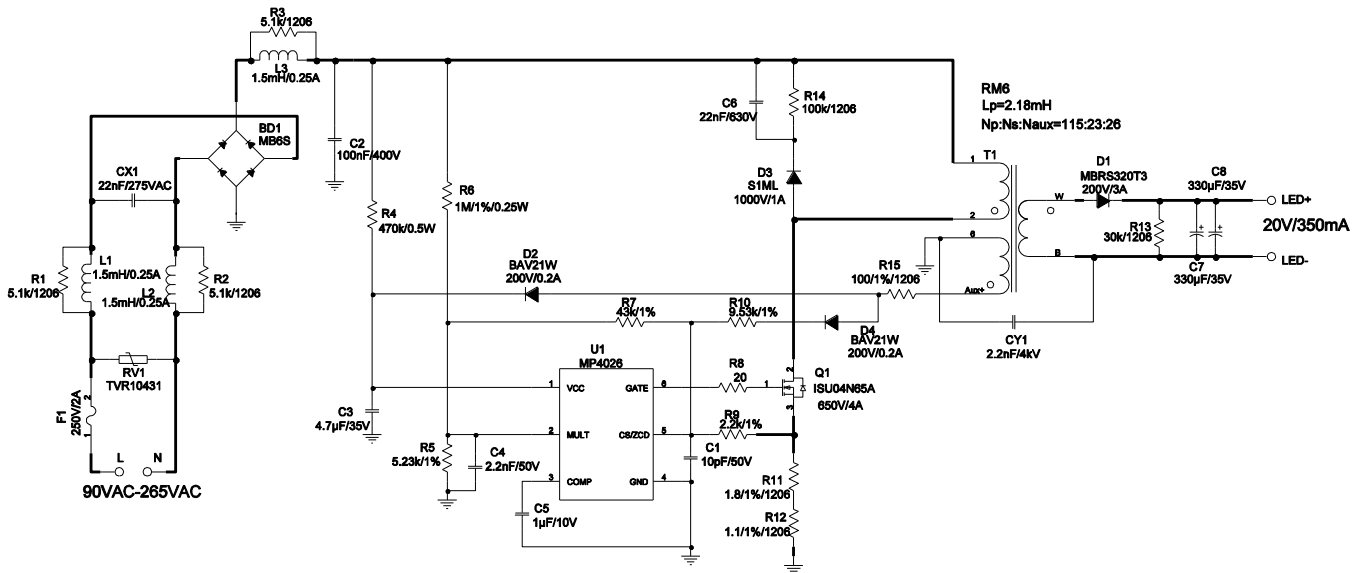 R3
5.1k/1206
L3
1.5mH/0.25A
BD1
MB6S
CX1
22nF/275VAC
C2
100nF/400V
R4
470k/0.5W
R6
1M/1%/0.25W
C6
22nF/630V
R14
100k/1206
D3
S1ML
1000V/1A
RM6
Lp=2.18mH
Np:Ns:Naux=115:23:26
T1
1
2
6
Aux+
W
B
D1
MBRS320T3
200V/3A
C8
330µF/35V
R13
30k/1206
C7
330µF/35V
+
+
LED+
20V/350mA
LED-
L1
1.5mH/0.25A
R1
5.1k/1206
L2
1.5mH/0.25A
R2
5.1k/1206
RV1
TVR10431
F1
250V/2A
2
1
L
N
90VAC-265VAC
D2
BAV21W
200V/0.2A
R15
100/1%/1206
R7
43k/1%
R10
9.53k/1%
D4
BAV21W
200V/0.2A
CY1
2.2nF/4kV
U1
MP4026
1
VCC
GATE
6
2
MULT
CS/ZCD
5
3
COMP
GND
4
R8
20
Q1
ISU04N65A
650V/4A
2
1
3
R9
2.2k/1%
C3
4.7µF/35V
R5
5.23k/1%
C4
2.2nF/50V
C1
10pF/50V
C5
1µF/10V
R11
1.8/1%/1206
R12
1.1/1%/1206